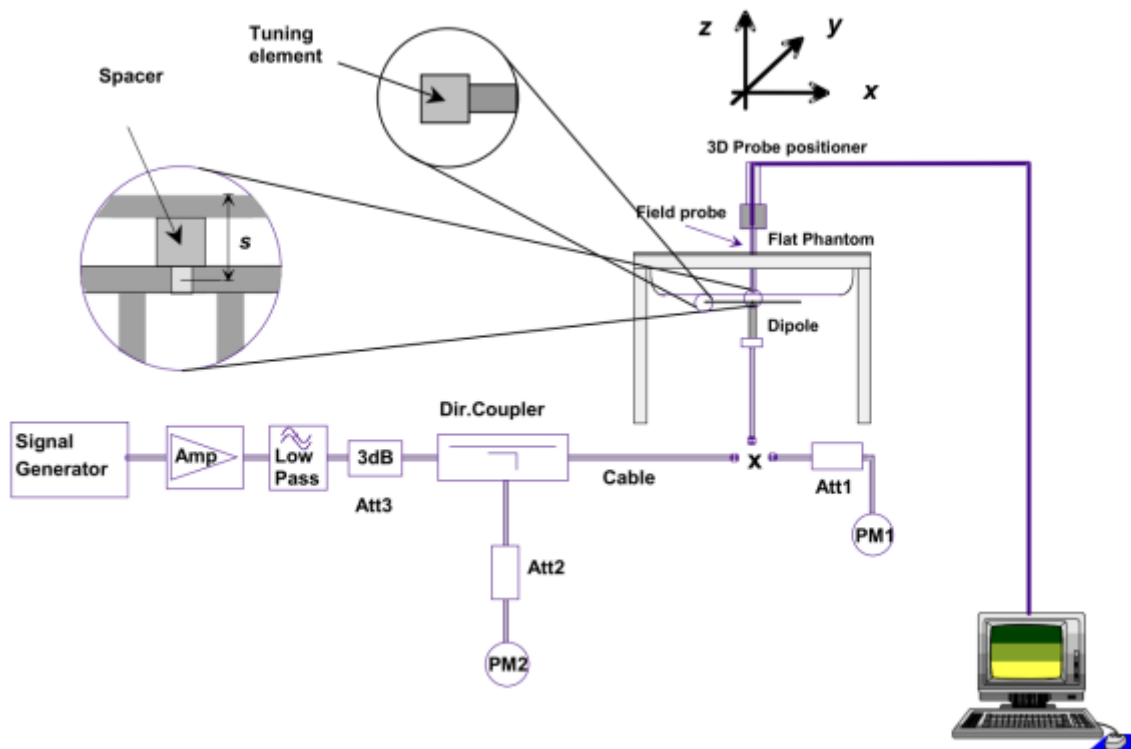 Tuning
element
Spacer
z
y
x
3D Probe positioner
Field probe
Flat Phantom
s
Dipole
Dir.Coupler
Signal
Generator
Amp
Low
Pass
3dB
Att3
Cable
x
Att1
PM1
Att2
PM2